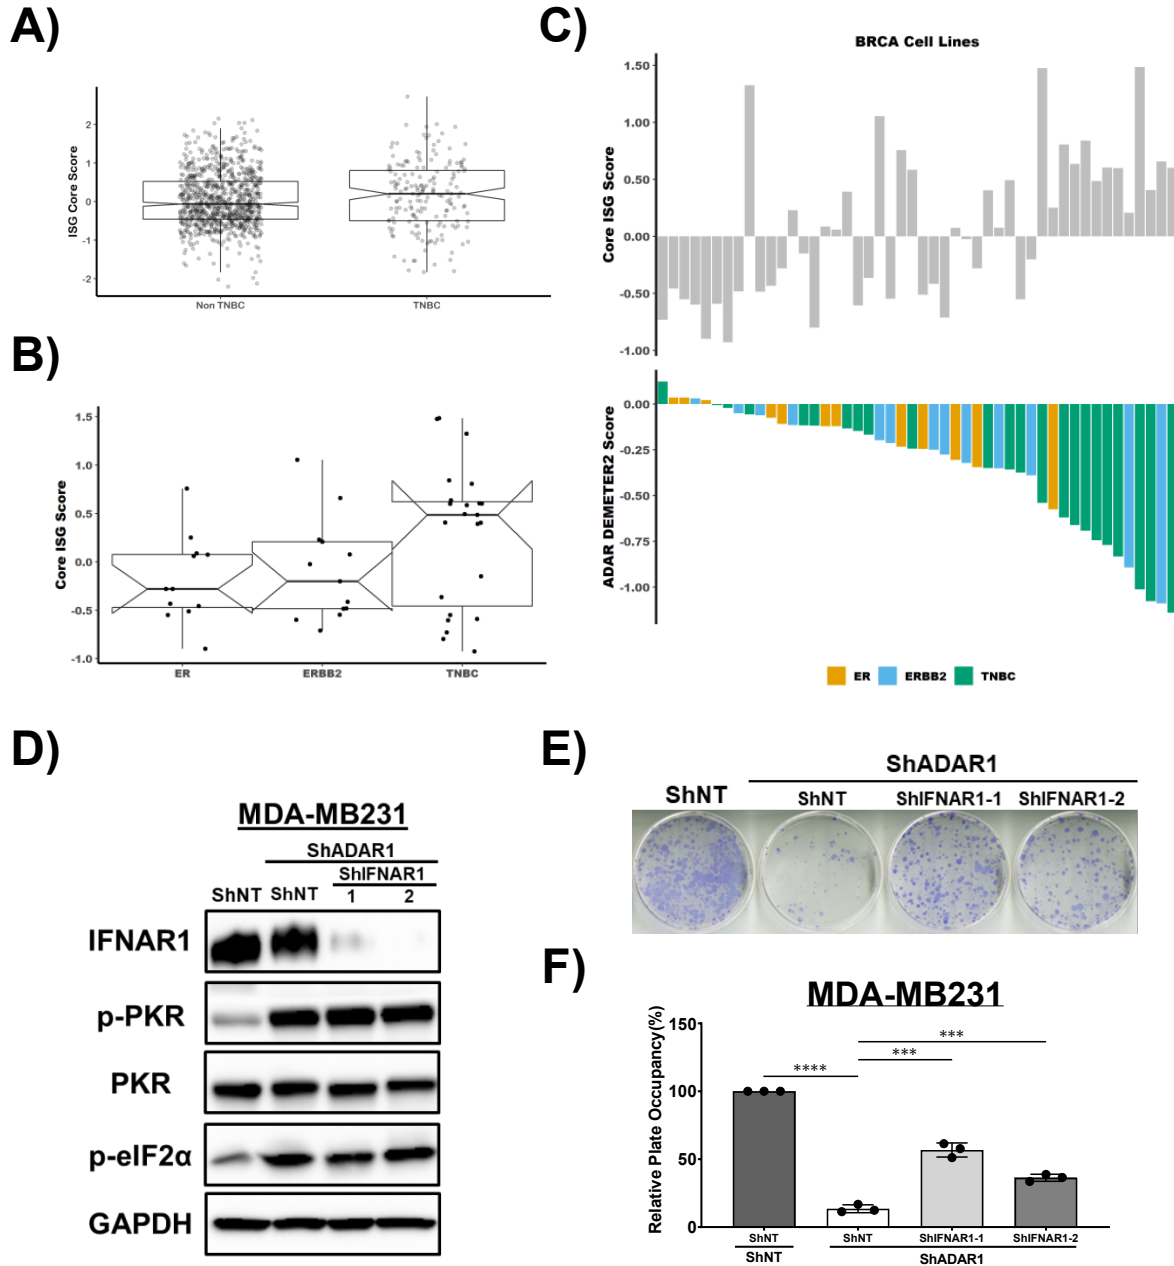 A)
ISG Core Score
2
1
0
-1
-2
Non TNBC
TNBC
B)
Core ISG Score
1.5
1.0
0.5
0.0
-0.5
-1.0
ER
ERBB2
TNBC
C)
BRCA Cell Lines
Core ISG Score
1.50
1.00
0.50
0.00
-0.50
-1.00
ADAR DEMETER2 Score
0.00
-0.25
-0.50
-0.75
-1.00
ER ERBB2 TNBC
D)
MDA-MB231
ShADAR1
ShIFNAR1
ShNT ShNT 1 2
IFNAR1
p-PKR
PKR
p-eIF2α
GAPDH
E)
ShADAR1
ShNT ShNT ShIFNAR1-1 ShIFNAR1-2
F)
MDA-MB231
Relative Plate Occupancy(%)
150
100
50
0
****
***
***
ShNT ShNT ShIFNAR1-1 ShIFNAR1-2
ShNT ShADAR1